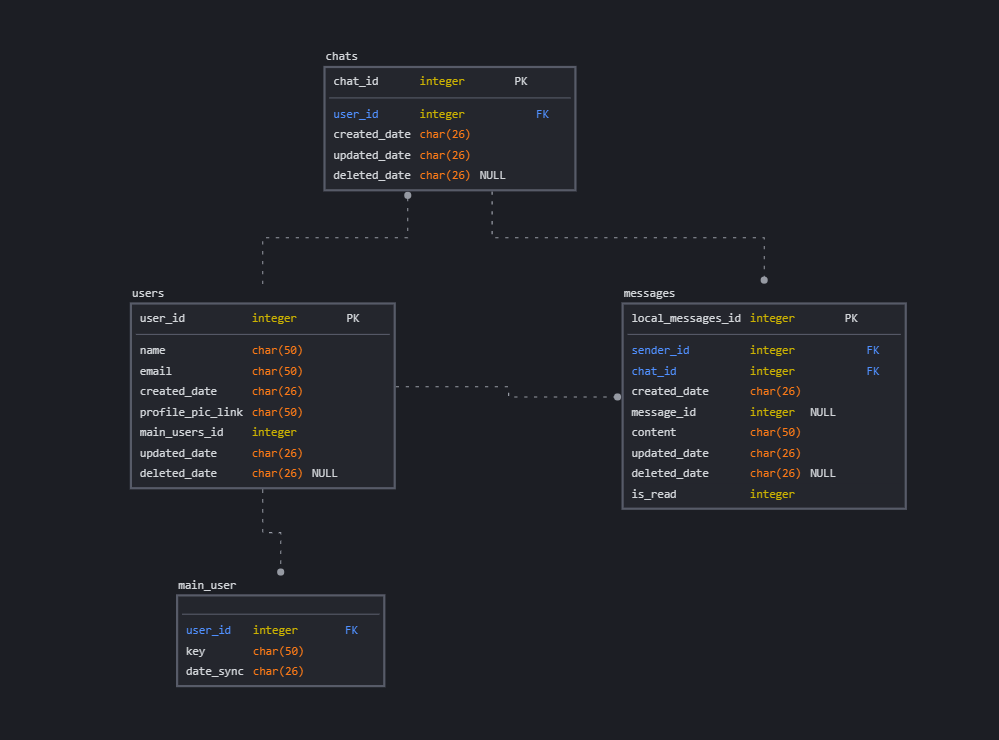 chats
chat_id integer PK
user_id integer FK
created_date char(26)
updated_date char(26)
deleted_date char(26) NULL
users
user_id integer PK
name char(50)
email char(50)
created_date char(26)
profile_pic_link char(50)
main_users_id integer
updated_date char(26)
deleted_date char(26) NULL
messages
local_messages_id integer PK
sender_id integer FK
chat_id integer FK
created_date char(26)
message_id integer NULL
content char(50)
updated_date char(26)
deleted_date char(26) NULL
is_read integer
main_user
user_id integer FK
key char(50)
date_sync char(26)